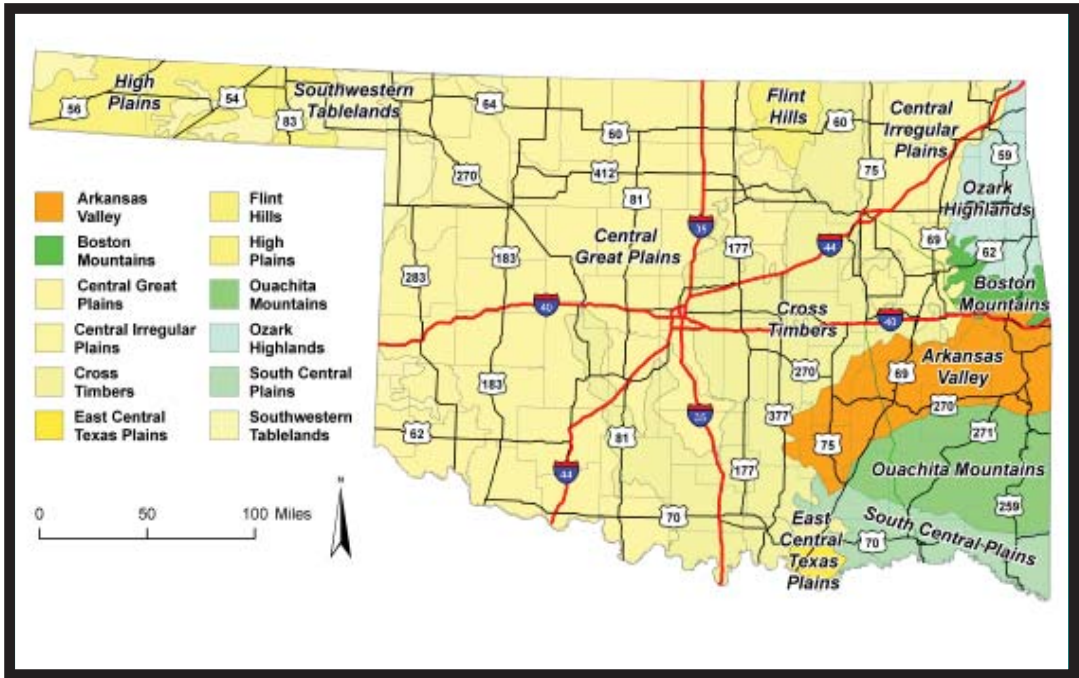 High
Plains
Southwestern
Tablelands
Flint
Hills
Central
Irregular
Plains
Ozark
Highlands
Central
Great Plains
Cross
Timbers
Boston
Mountains
Arkansas
Valley
Ouachita Mountains
South Central Plains
East
Central
Texas
Plains
56
54
83
64
60
60
412
270
81
75
59
35
177
44
69
62
183
283
40
40
69
270
183
377
270
271
62
81
35
75
177
44
259
70
70
Arkansas
Valley
Boston
Mountains
Central Great
Plains
Central Irregular
Plains
Cross
Timbers
East Central
Texas Plains
Flint
Hills
High
Plains
Ouachita
Mountains
Ozark
Highlands
South Central
Plains
Southwestern
Tablelands
0 50 100 Miles
N